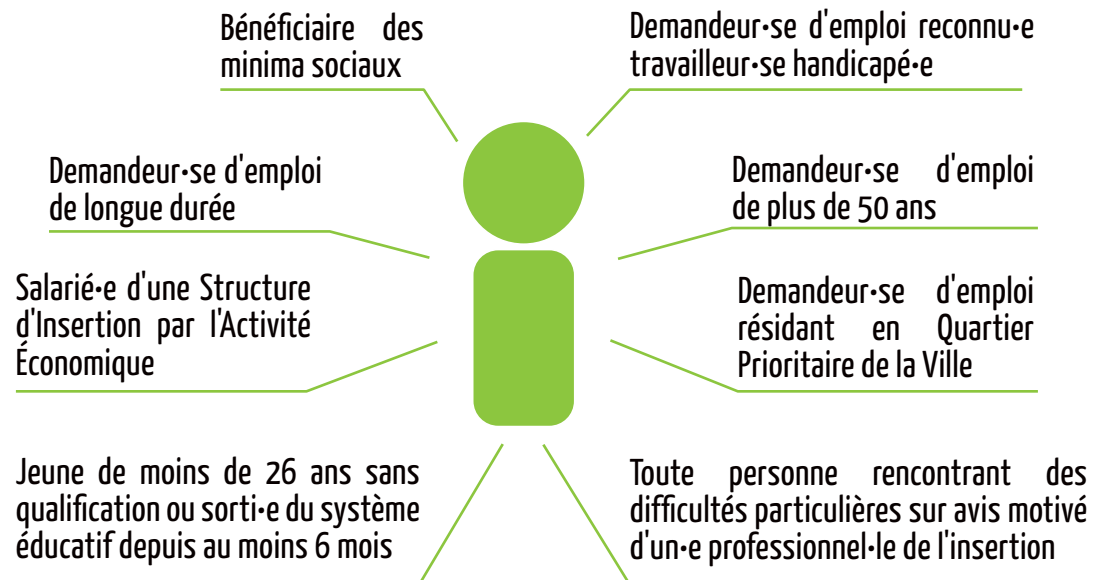 Bénéficiaire des
minima sociaux
Demandeur•se d'emploi reconnu•e
travailleur•se handicapé•e
Demandeur•se d'emploi
de longue durée
Demandeur•se d'emploi
de plus de 50 ans
Salarié•e d'une Structure
d'Insertion par l'Activité
Économique
Demandeur•se d'emploi
résidant en Quartier
Prioritaire de la Ville
Jeune de moins de 26 ans sans
qualification ou sorti•e du système
éducatif depuis au moins 6 mois
Toute personne rencontrant des
difficultés particulières sur avis motivé
d'un•e professionnel•le de l'insertion